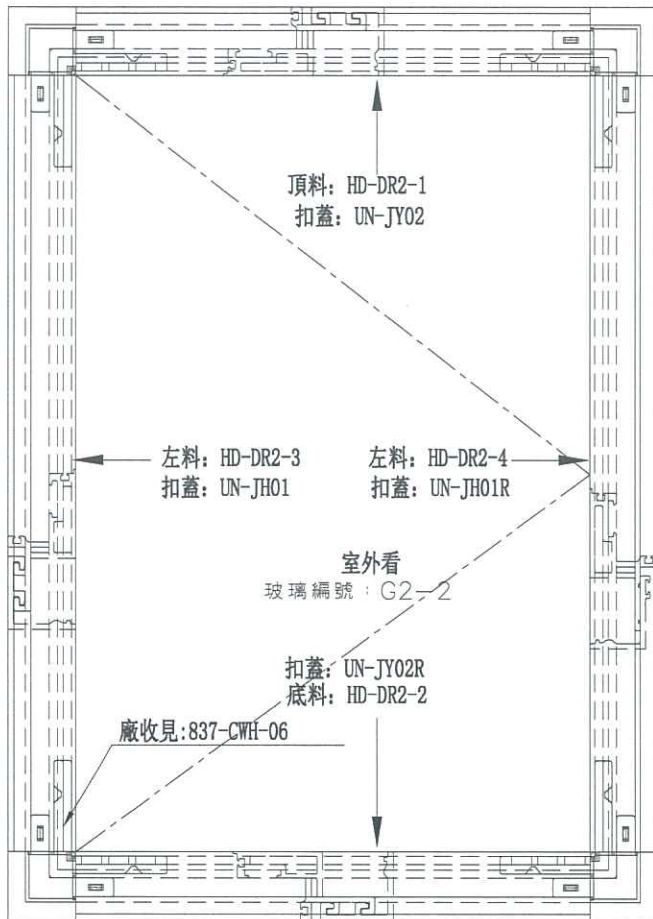 頂料: HD-DR2-1
扣蓋: UN-JY02
左料: HD-DR2-3
扣蓋: UN-JH01
左料: HD-DR2-4
扣蓋: UN-JH01R
室外看
玻璃編號：G2-2
扣蓋: UN-JY02R
底料: HD-DR2-2
廠收見:837-CWH-06